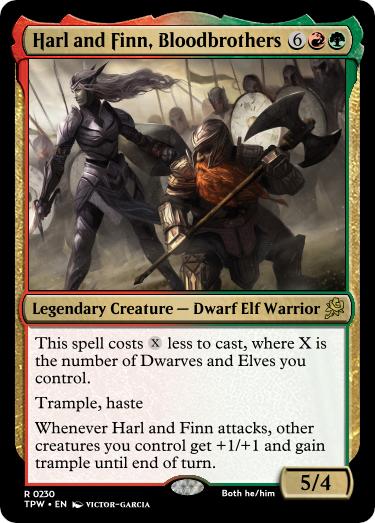 Harl and Finn, Bloodbrothers 6
Legendary Creature — Dwarf Elf Warrior
This spell costs X less to cast, where X is
the number of Dwarves and Elves you
control.
Trample, haste
Whenever Harl and Finn attacks, other
creatures you control get +1/+1 and gain
trample until end of turn.
5/4
R 0230
TPW • EN VICTOR-GARCIA
Both he/him